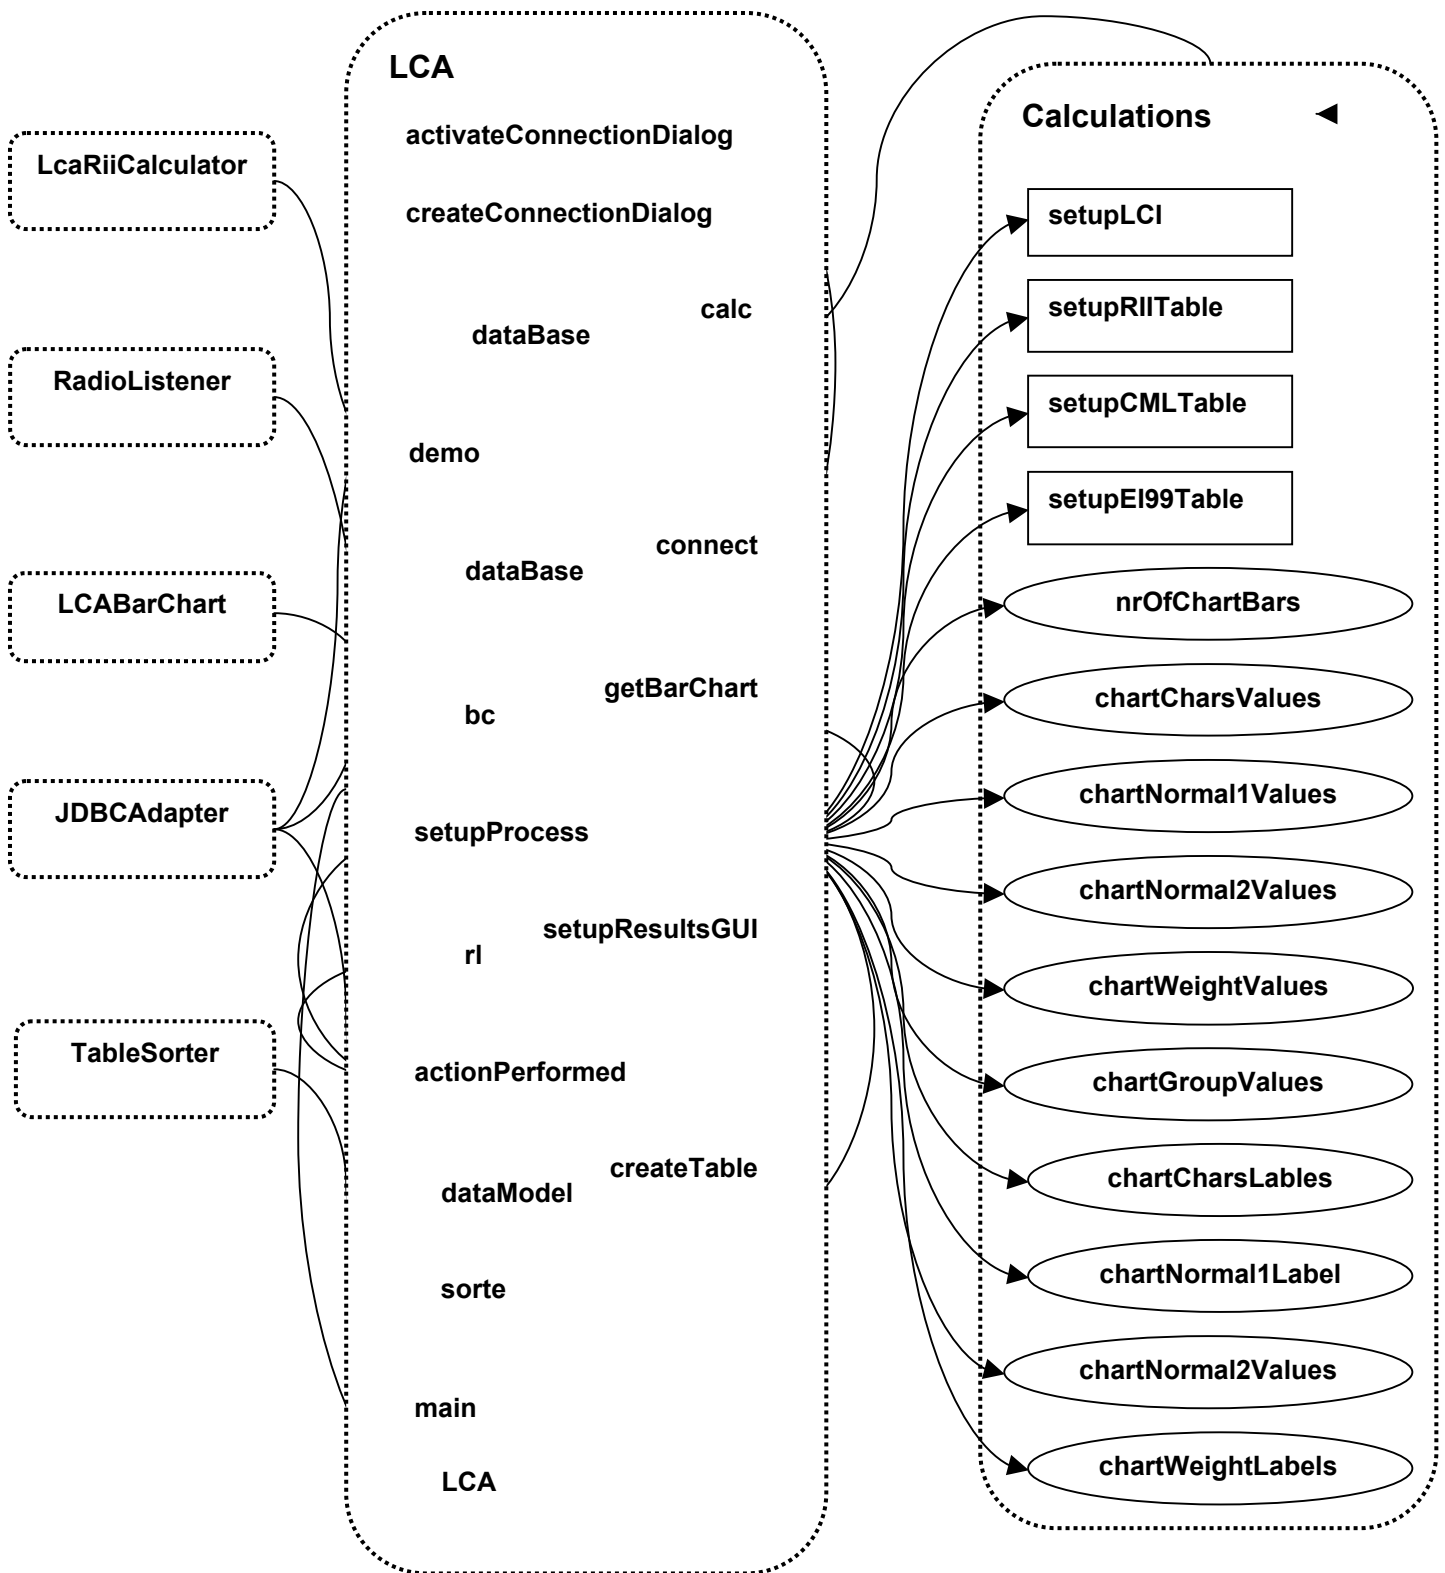 LcaRiiCalculator
RadioListener
LCABarChart
JDBCAdapter
TableSorter
LCA
activateConnectionDialog
createConnectionDialog
calc
dataBase
demo
connect
dataBase
getBarChart
bc
setupProcess
setupResultsGUI
rl
actionPerformed
createTable
dataModel
sorte
main
LCA
Calculations
setupLCI
setupRIITable
setupCMLTable
setupEI99Table
nrOfChartBars
chartCharsValues
chartNormal1Values
chartNormal2Values
chartWeightValues
chartGroupValues
chartCharsLables
chartNormal1Label
chartNormal2Values
chartWeightLabels